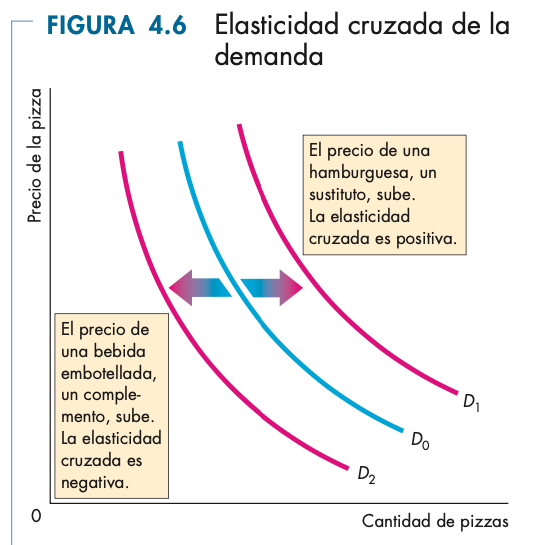 FIGURA 4.6 Elasticidad cruzada de la
demanda
Precio de la pizza
El precio de una
hamburguesa, un
sustituto, sube.
La elasticidad
cruzada es positiva.
El precio de
una bebida
embotellada,
un comple-
mento, sube.
La elasticidad
cruzada es
negativa.
D1
D0
D2
0
Cantidad de pizzas